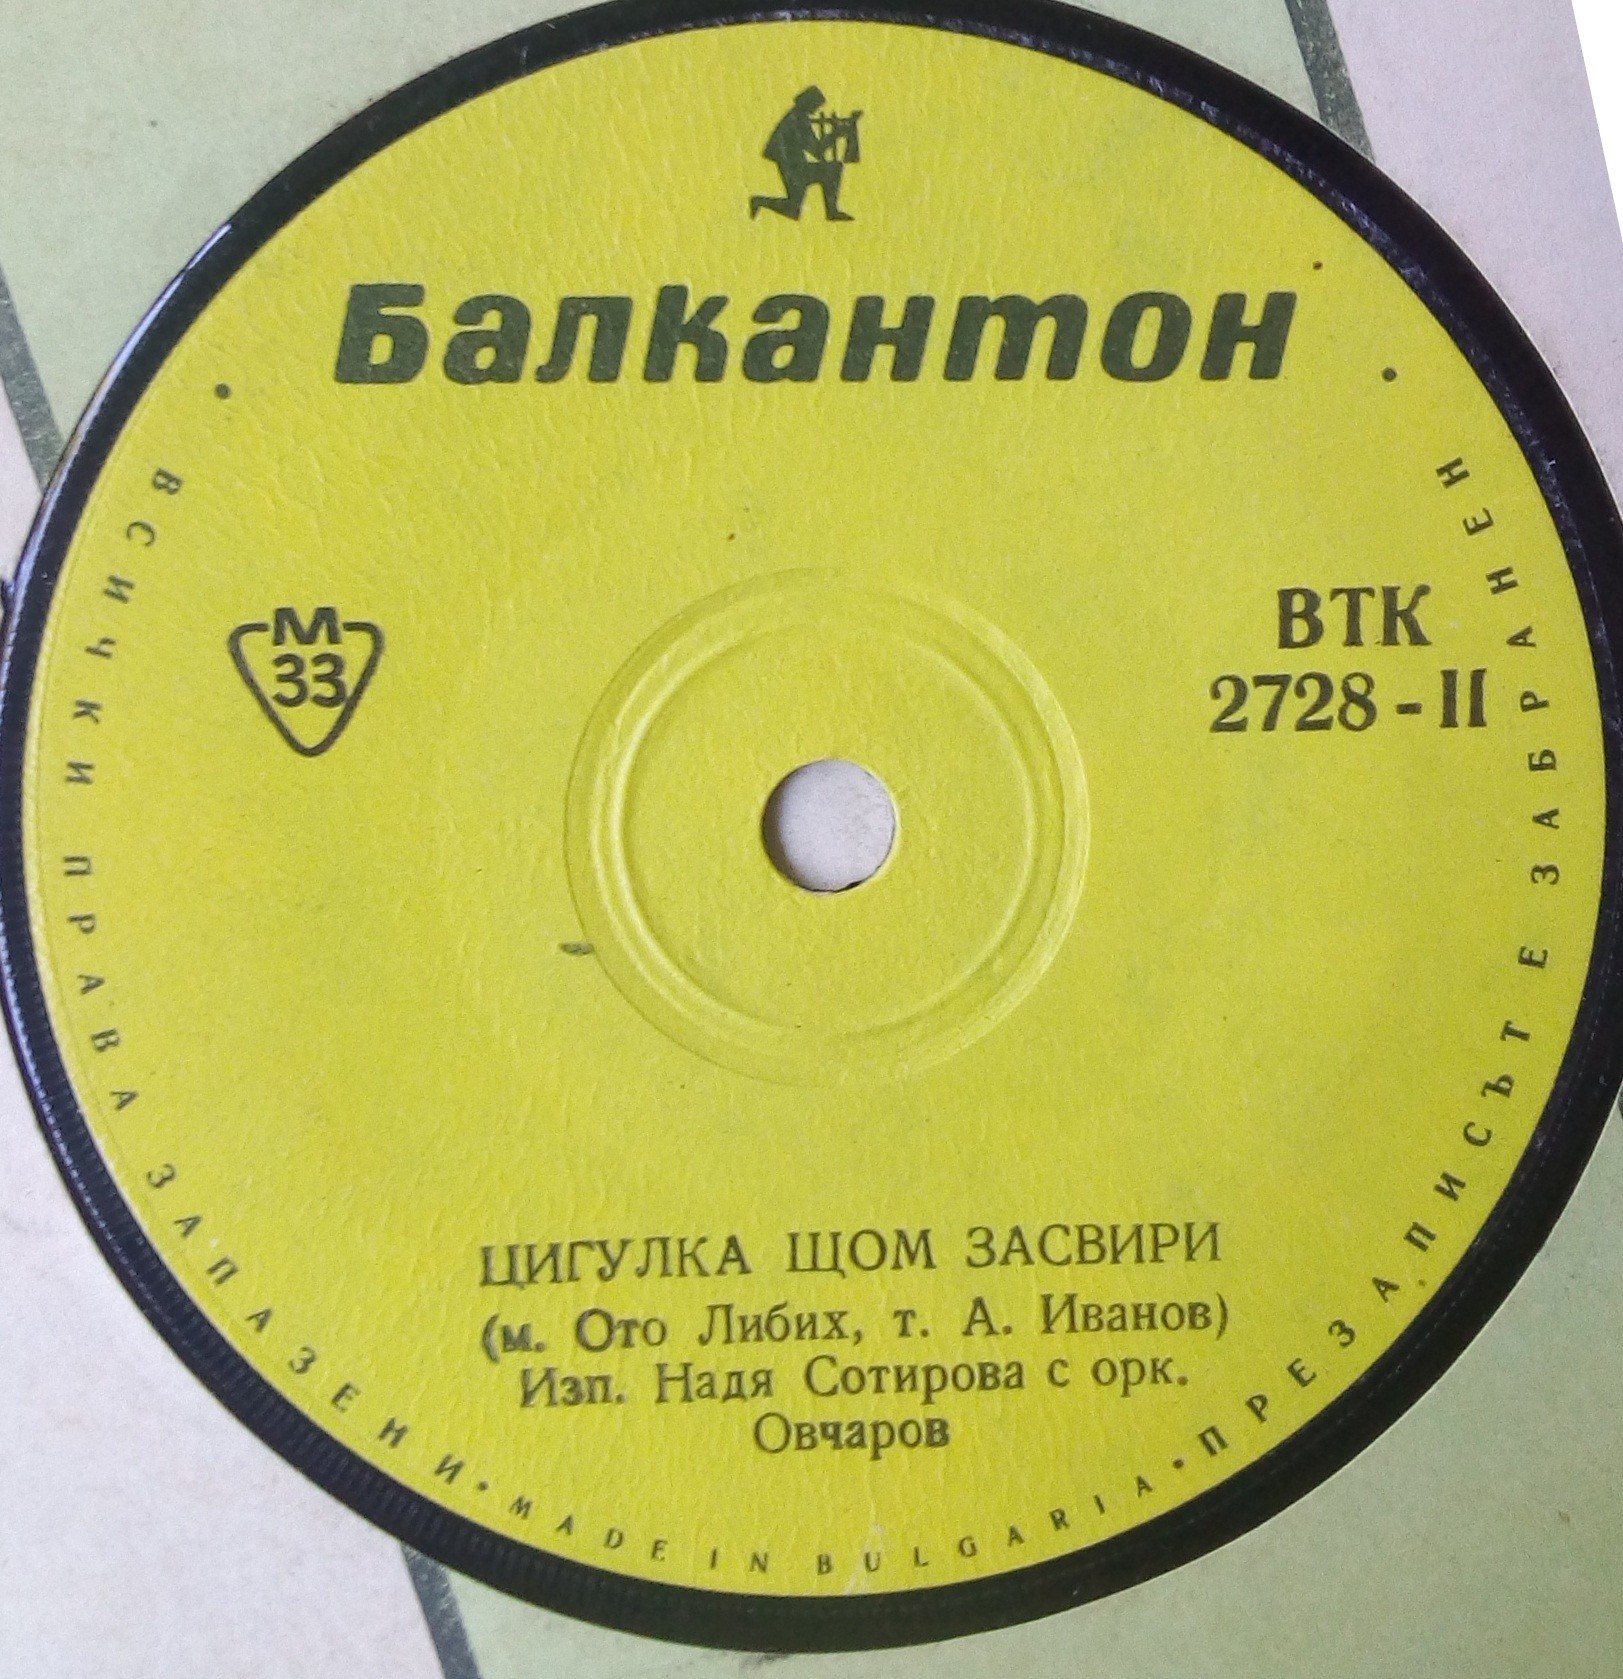 Балкантон
М
33
ВТК
2728-II
ЦИГУЛКА ЩОМ ЗАСВИРИ
(м. Ото Либих, т. А. Иванов)
Изп. Надя Сотирова с орк.
Овчаров
• ВСИЧКИ ПРАВА ЗАПАЗЕНИ • MADE IN BULGARIA • ПРЕЗАПИСЪТ Е ЗАБРАНЕН •